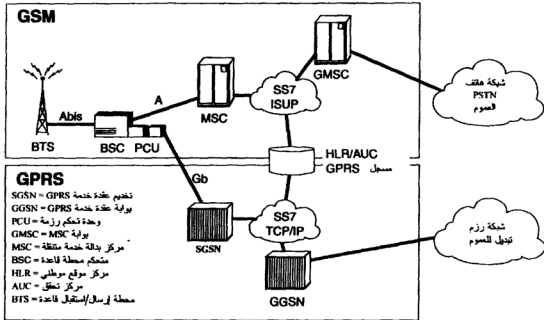 GSM
GMSC
شبكة هاتف
PSTN
العموم
A
MSC
SS7
ISUP
Abis
BTS
BSC
PCU
HLR/AUC
GPRS مسجل
Gb
GPRS
SGSN = GPRS تخديم عقدة خدمة
GGSN = GPRS بوابة عقدة خدمة
PCU = وحدة تحكم رزمة
GMSC = MSC بوابة
MSC = مركز بدالة خدمة متنقلة
BSC = متحكم محطة قاعدة
HLR = مركز موقع موطني
AUC = مركز تحقق
BTS = محطة إرسال/استقبال قاعدة
SGSN
SS7
TCP/IP
GGSN
شبكة رزم
تبديل للعموم